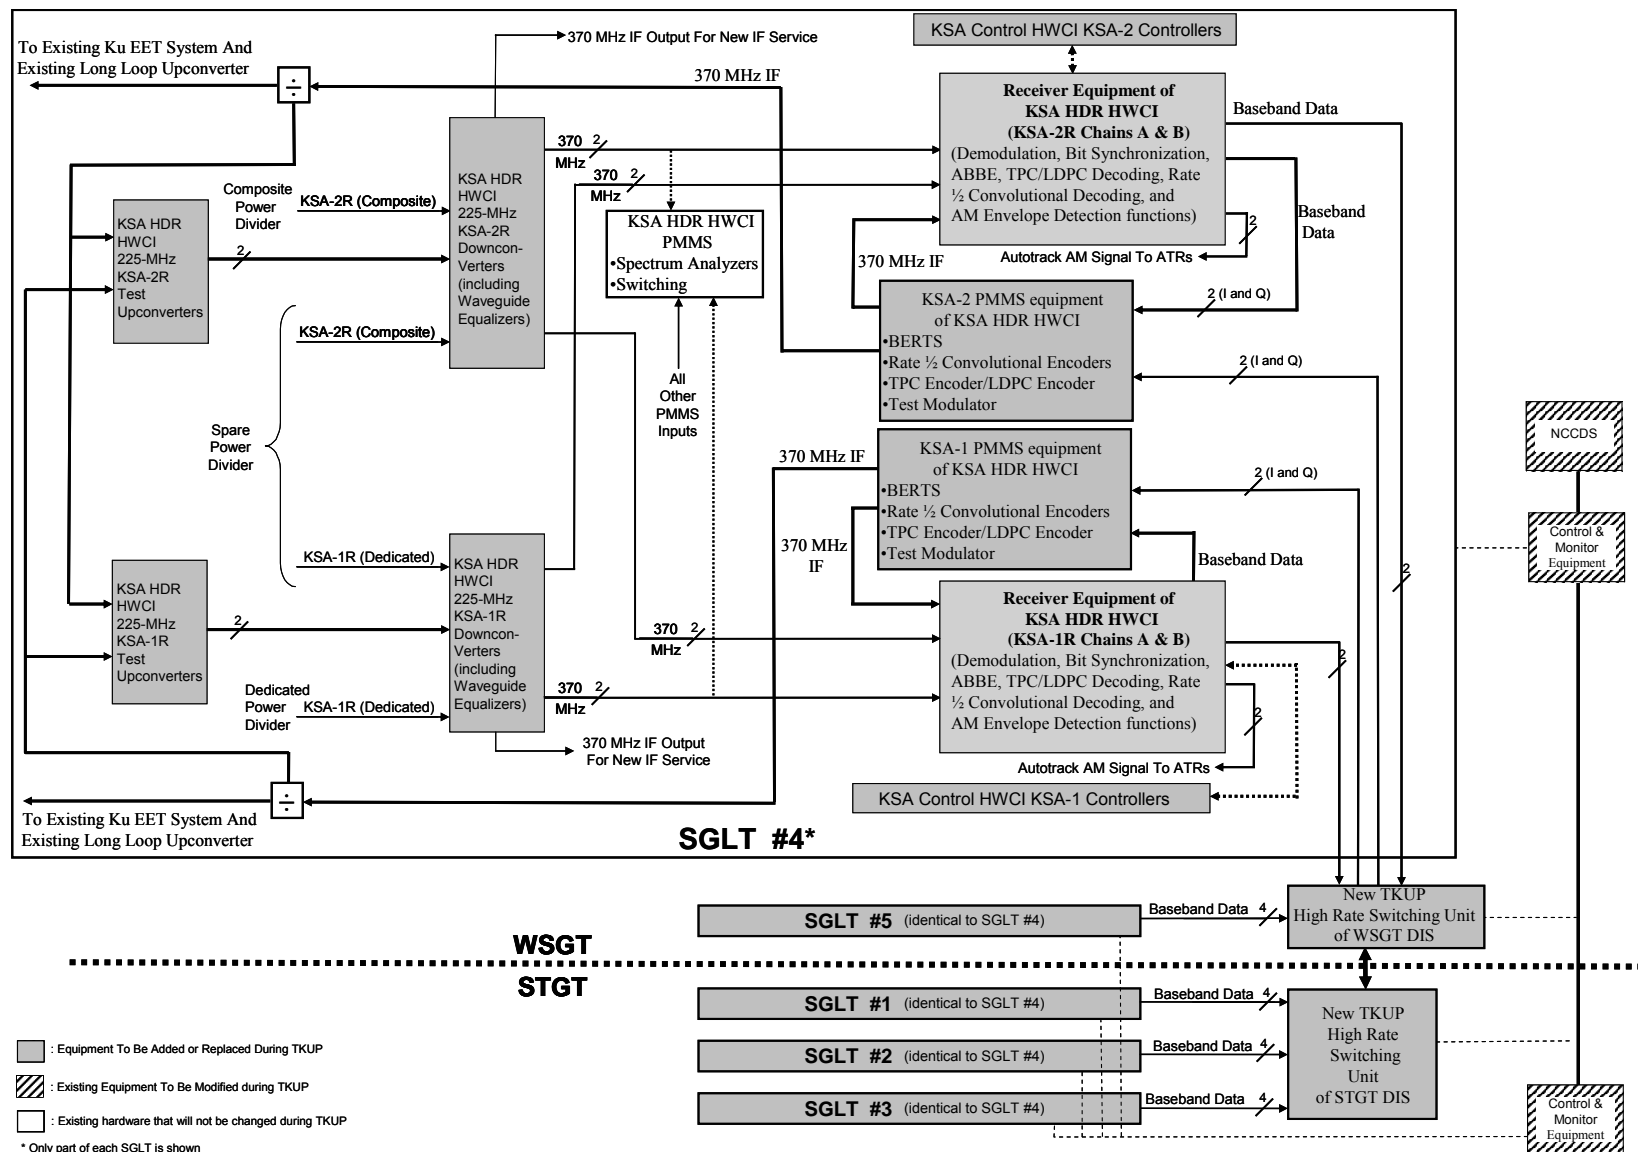 To Existing Ku EET System And
Existing Long Loop Upconverter
÷
370 MHz IF Output For New IF Service
370 MHz IF
KSA Control HWCI KSA-2 Controllers
Receiver Equipment of
KSA HDR HWCI
(KSA-2R Chains A & B)
(Demodulation, Bit Synchronization,
ABBE, TPC/LDPC Decoding, Rate
½ Convolutional Decoding, and
AM Envelope Detection functions)
Baseband Data
Baseband
Data
2
Autotrack AM Signal To ATRs
370 MHz IF
370
MHz
2
370
MHz
2
KSA HDR
HWCI
225-MHz
KSA-2R
Test
Upconverters
2
Composite
Power
Divider
KSA-2R (Composite)
KSA-2R (Composite)
KSA HDR
HWCI
225-MHz
KSA-2R
Downcon-
Verters
(including
Waveguide
Equalizers)
KSA HDR HWCI
PMMS
•Spectrum Analyzers
•Switching
All
Other
PMMS
Inputs
KSA-2 PMMS equipment
of KSA HDR HWCI
•BERTS
•Rate ½ Convolutional Encoders
•TPC Encoder/LDPC Encoder
•Test Modulator
2 (I and Q)
2 (I and Q)
Spare
Power
Divider
KSA-1 PMMS equipment
of KSA HDR HWCI
•BERTS
•Rate ½ Convolutional Encoders
•TPC Encoder/LDPC Encoder
•Test Modulator
370 MHz IF
2 (I and Q)
370 MHz
IF
Baseband Data
2
NCCDS
Control &
Monitor
Equipment
KSA HDR
HWCI
225-MHz
KSA-1R
Test
Upconverters
2
KSA-1R (Dedicated)
Dedicated
Power
Divider
KSA-1R (Dedicated)
KSA HDR
HWCI
225-MHz
KSA-1R
Downcon-
Verters
(including
Waveguide
Equalizers)
370
MHz
2
370
MHz
2
Receiver Equipment of
KSA HDR HWCI
(KSA-1R Chains A & B)
(Demodulation, Bit Synchronization,
ABBE, TPC/LDPC Decoding, Rate
½ Convolutional Decoding, and
AM Envelope Detection functions)
2
2
Autotrack AM Signal To ATRs
KSA Control HWCI KSA-1 Controllers
370 MHz IF Output
For New IF Service
÷
To Existing Ku EET System And
Existing Long Loop Upconverter
SGLT #4*
SGLT #5 (identical to SGLT #4)
Baseband Data
4
New TKUP
High Rate Switching Unit
of WSGT DIS
WSGT
STGT
SGLT #1 (identical to SGLT #4)
Baseband Data
4
SGLT #2 (identical to SGLT #4)
Baseband Data
4
SGLT #3 (identical to SGLT #4)
Baseband Data
4
New TKUP
High Rate
Switching
Unit
of STGT DIS
Control &
Monitor
Equipment
: Equipment To Be Added or Replaced During TKUP
: Existing Equipment To Be Modified during TKUP
: Existing hardware that will not be changed during TKUP
* Only part of each SGLT is shown